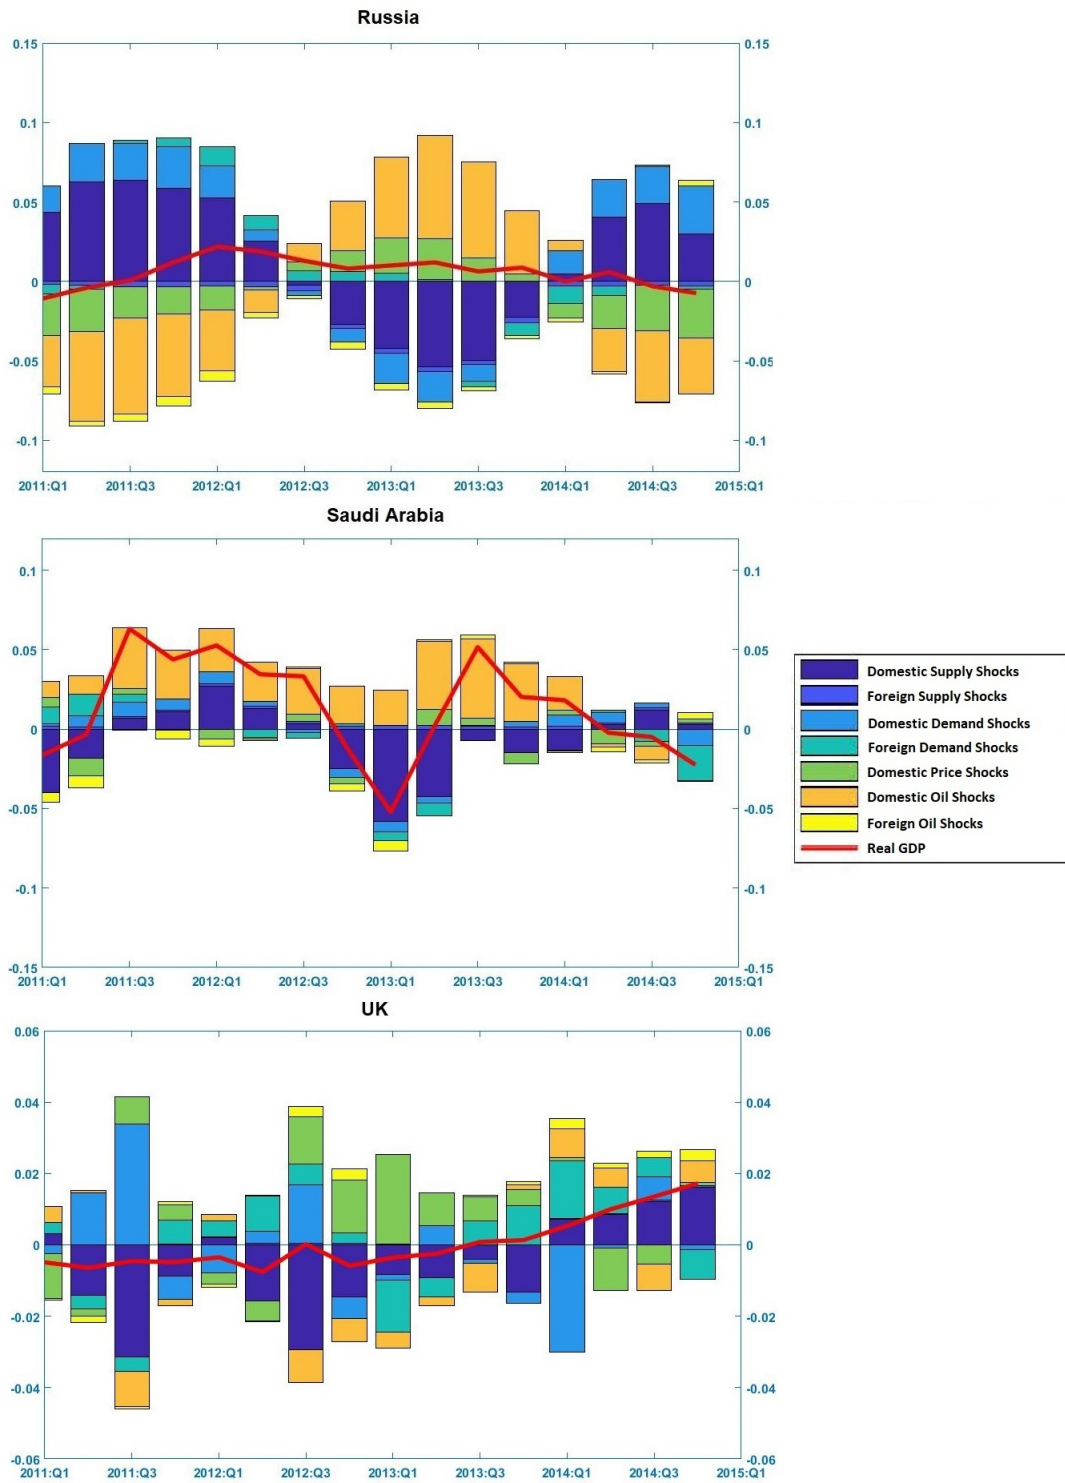 Russia
0.15 0.15
0.1 0.1
0.05 0.05
0 0
-0.05 -0.05
-0.1 -0.1
2011:Q1 2011:Q3 2012:Q1 2012:Q3 2013:Q1 2013:Q3 2014:Q1 2014:Q3 2015:Q1
Saudi Arabia
0.1 0.1
0.05 0.05
0 0
-0.05 -0.05
-0.1 -0.1
-0.15 -0.15
2011:Q1 2011:Q3 2012:Q1 2012:Q3 2013:Q1 2013:Q3 2014:Q1 2014:Q3 2015:Q1
Domestic Supply Shocks
Foreign Supply Shocks
Domestic Demand Shocks
Foreign Demand Shocks
Domestic Price Shocks
Domestic Oil Shocks
Foreign Oil Shocks
Real GDP
UK
0.06 0.06
0.04 0.04
0.02 0.02
0 0
-0.02 -0.02
-0.04 -0.04
-0.06 -0.06
2011:Q1 2011:Q3 2012:Q1 2012:Q3 2013:Q1 2013:Q3 2014:Q1 2014:Q3 2015:Q1